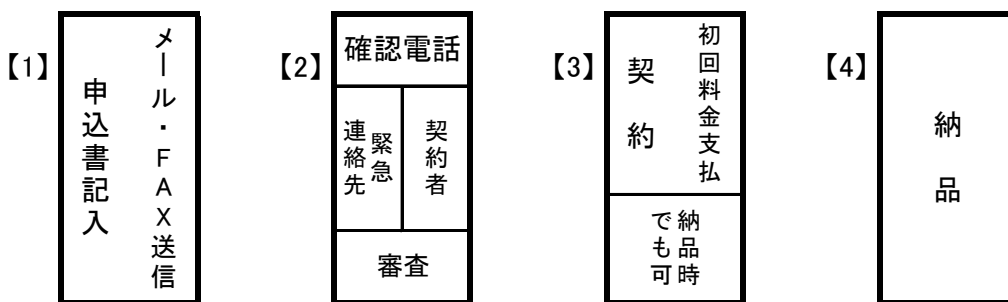 【1】
メール・FAX送信
申込書記入
【2】
確認電話
契約者
緊急
連絡先
審査
【3】
初回料金支払
契約
納品時
でも可
【4】
納品